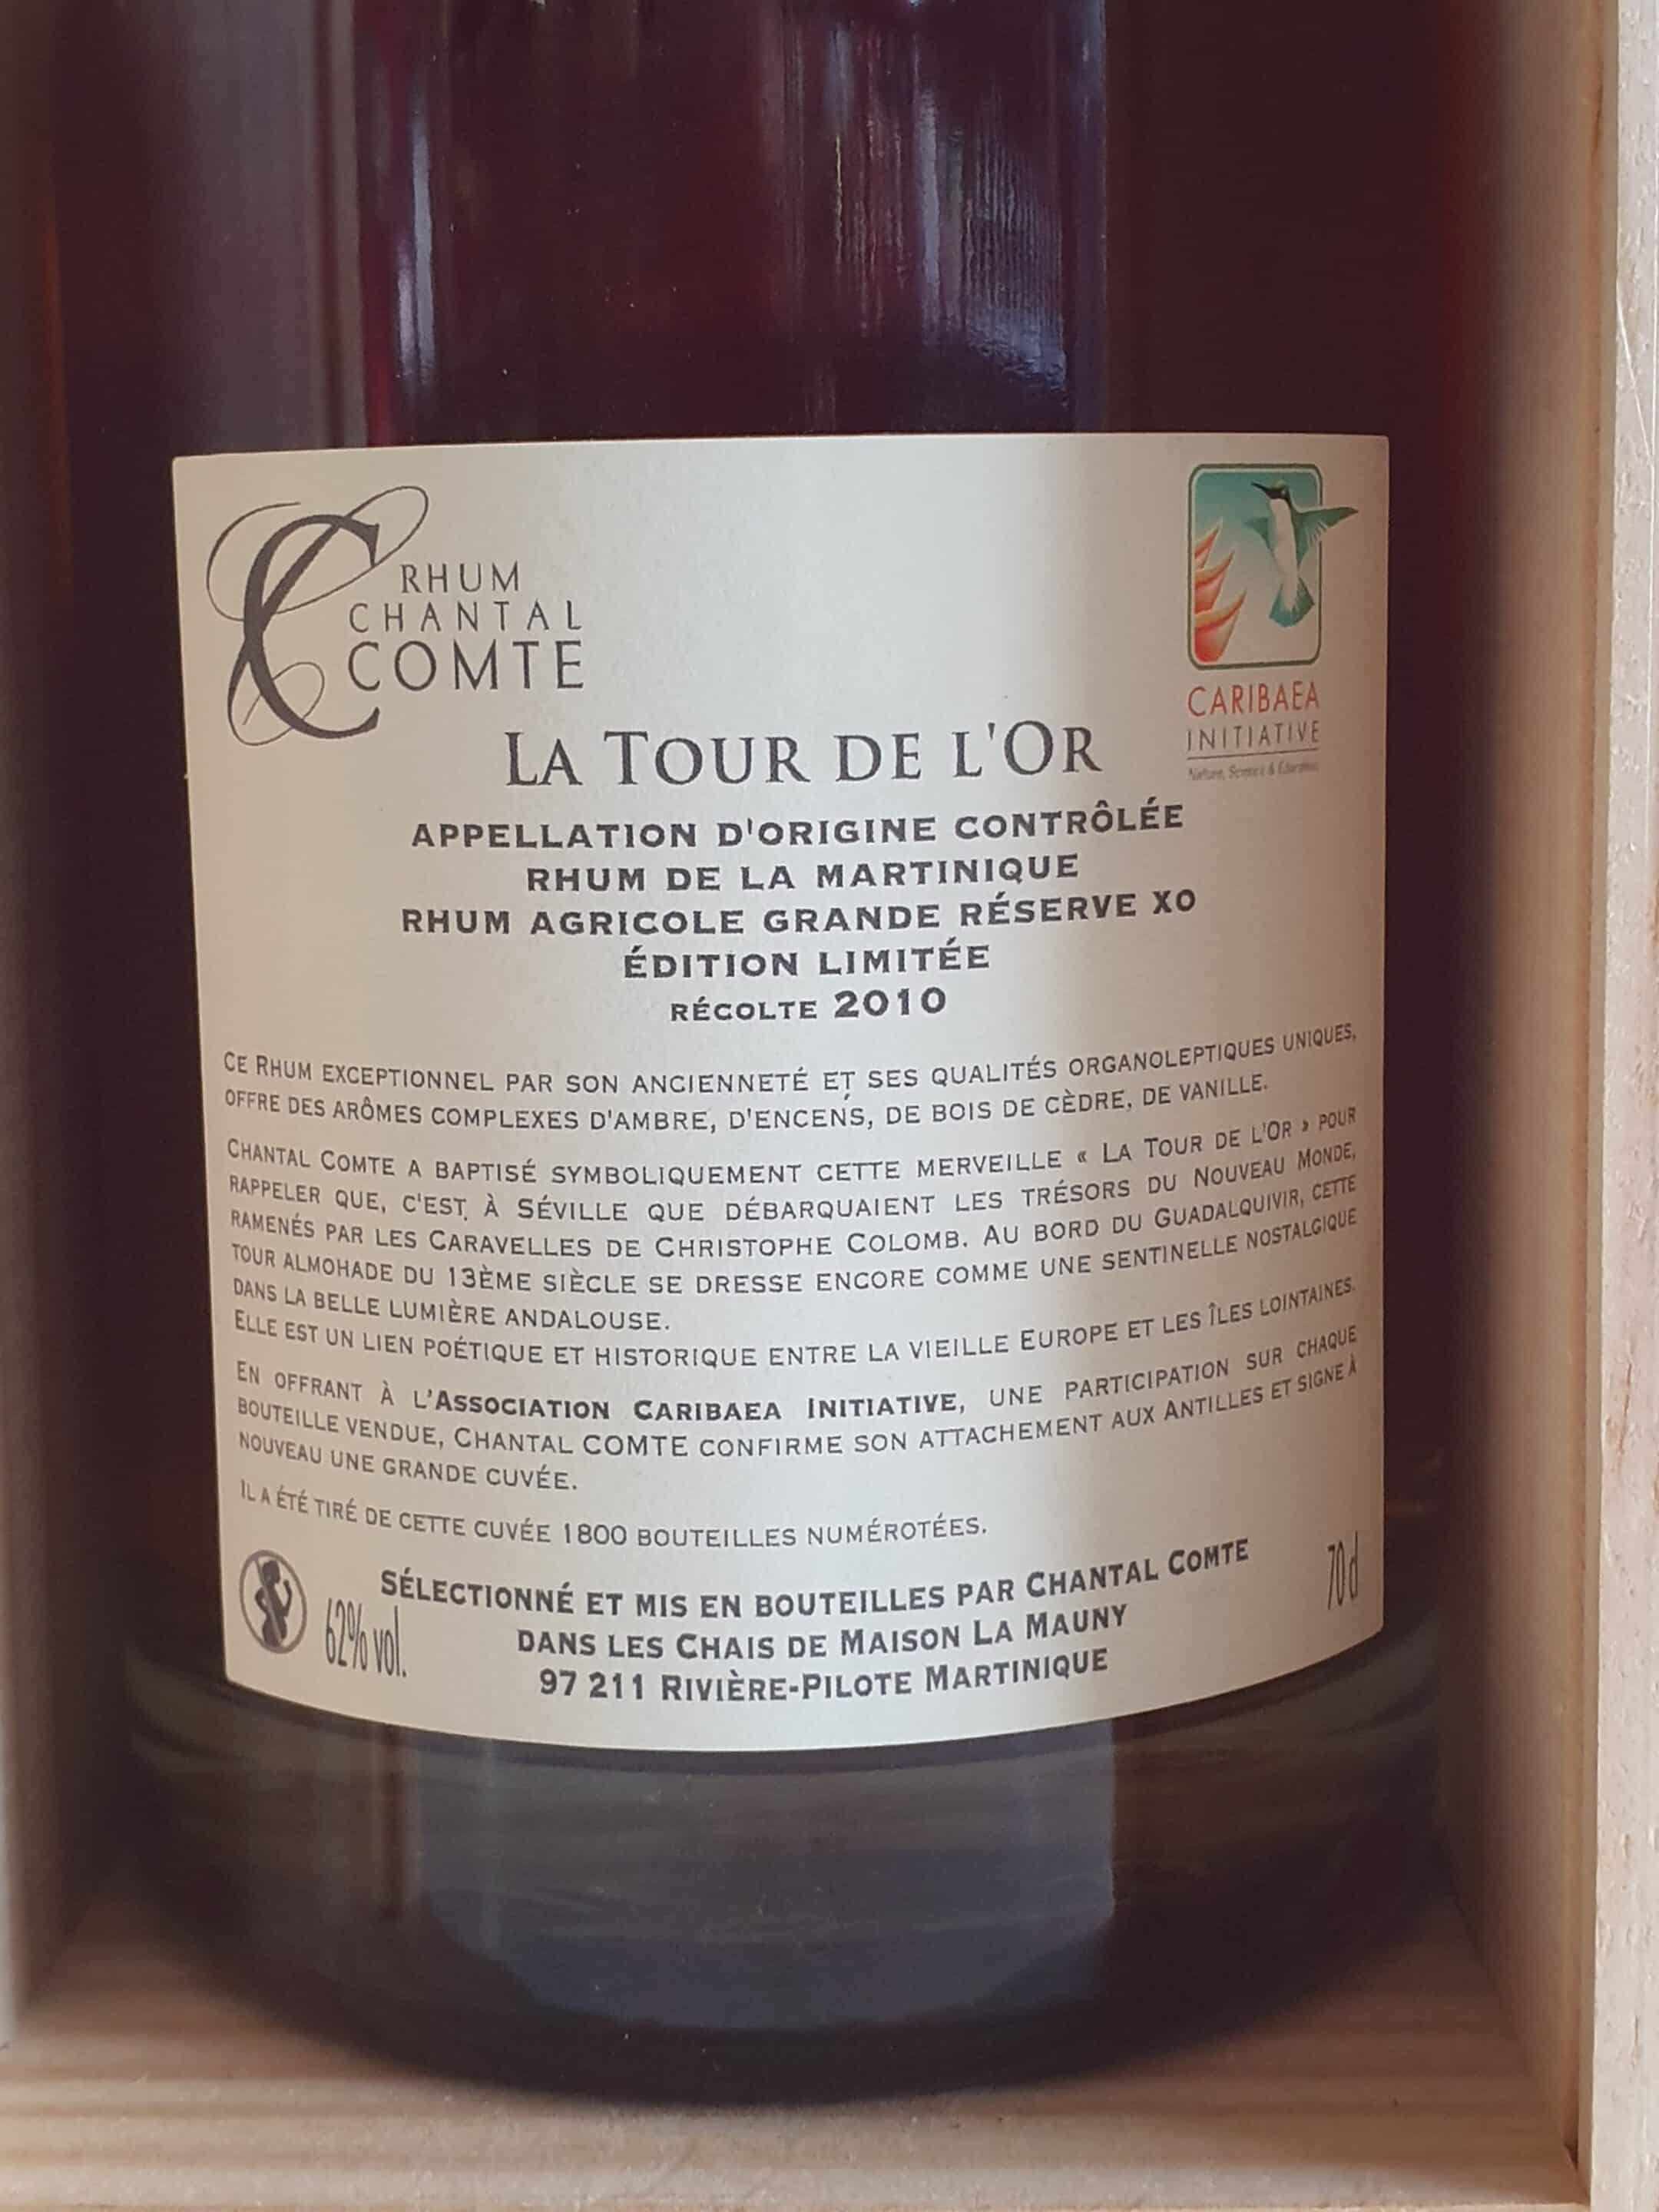 RHUM
CHANTAL
COMTE
CARIBAEA
INITIATIVE
Nature, Science & Education
LA TOUR DE L'OR
APPELLATION D'ORIGINE CONTRÔLÉE
RHUM DE LA MARTINIQUE
RHUM AGRICOLE GRANDE RÉSERVE XO
ÉDITION LIMITÉE
RÉCOLTE 2010
CE RHUM EXCEPTIONNEL PAR SON ANCIENNETÉ ET SES QUALITÉS ORGANOLEPTIQUES UNIQUES,
OFFRE DES ARÔMES COMPLEXES D'AMBRE, D'ENCENS, DE BOIS DE CÈDRE, DE VANILLE.
CHANTAL COMTE A BAPTISÉ SYMBOLIQUEMENT CETTE MERVEILLE « LA TOUR DE L'OR » POUR
RAPPELER QUE, C'EST À SÉVILLE QUE DÉBARQUAIENT LES TRÉSORS DU NOUVEAU MONDE,
RAMENÉS PAR LES CARAVELLES DE CHRISTOPHE COLOMB. AU BORD DU GUADALQUIVIR, CETTE
TOUR ALMOHADE DU 13ÈME SIÈCLE SE DRESSE ENCORE COMME UNE SENTINELLE NOSTALGIQUE
DANS LA BELLE LUMIÈRE ANDALOUSE.
ELLE EST UN LIEN POÉTIQUE ET HISTORIQUE ENTRE LA VIEILLE EUROPE ET LES ÎLES LOINTAINES.
EN OFFRANT À L'ASSOCIATION CARIBAEA INITIATIVE, UNE PARTICIPATION SUR CHAQUE
BOUTEILLE VENDUE, CHANTAL COMTE CONFIRME SON ATTACHEMENT AUX ANTILLES ET SIGNE À
NOUVEAU UNE GRANDE CUVÉE.
IL A ÉTÉ TIRÉ DE CETTE CUVÉE 1800 BOUTEILLES NUMÉROTÉES.
SÉLECTIONNÉ ET MIS EN BOUTEILLES PAR CHANTAL COMTE
DANS LES CHAIS DE MAISON LA MAUNY
97 211 RIVIÈRE-PILOTE MARTINIQUE
62% vol.
70cl